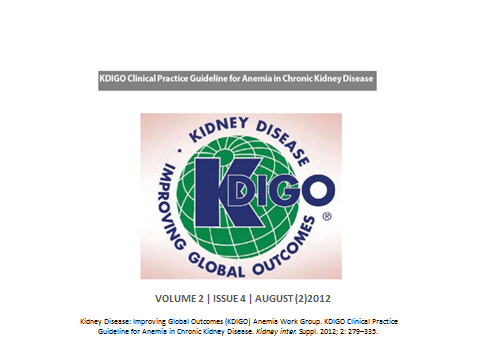 KDIGO Clinical Practice Guideline for Anemia in Chronic Kidney Disease
• KIDNEY DISEASE
KDIGO
®
IMPROVING GLOBAL OUTCOMES
VOLUME 2 | ISSUE 4 | AUGUST (2)2012
Kidney Disease: Improving Global Outcomes (KDIGO) Anemia Work Group. KDIGO Clinical Practice
Guideline for Anemia in Chronic Kidney Disease. Kidney inter. Suppl. 2012; 2: 279–335.